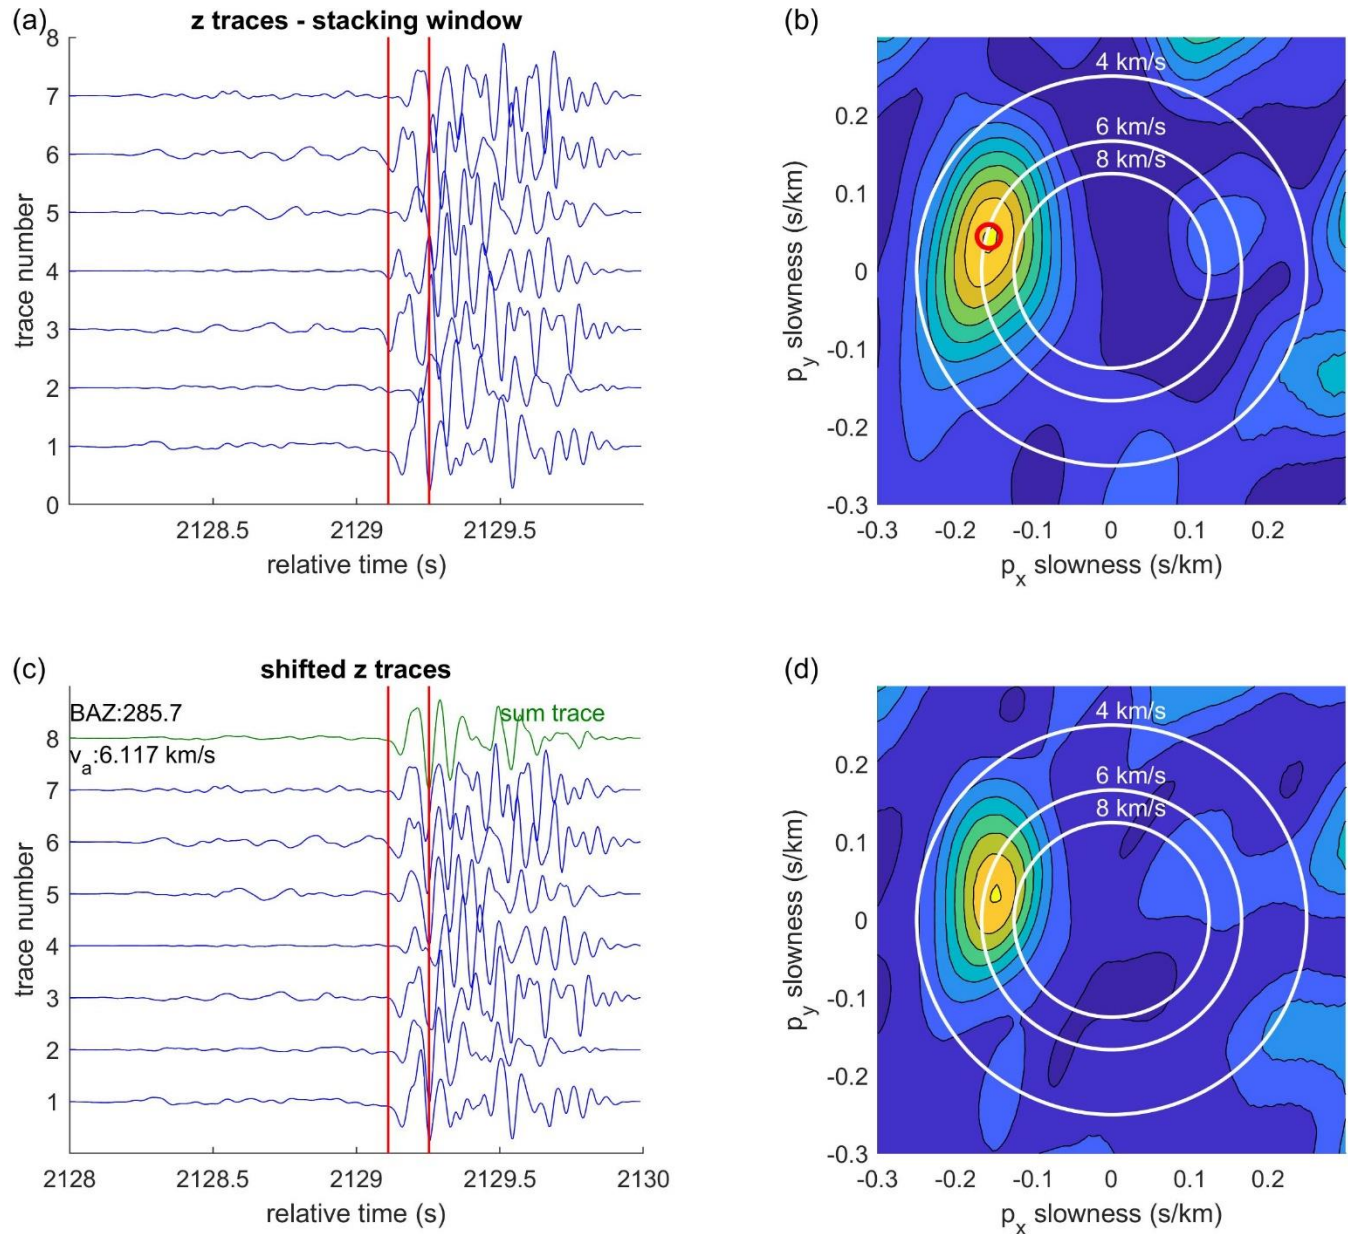 (a)
z traces - stacking window
8
7
6
5
4
3
2
1
0
trace number
2128.5
2129
2129.5
relative time (s)
(b)
4 km/s
6 km/s
8 km/s
0.2
0.1
0
-0.1
-0.2
-0.3
p_y slowness (s/km)
-0.3 -0.2 -0.1 0 0.1 0.2
p_x slowness (s/km)
(c)
shifted z traces
BAZ:285.7
sum trace
v_a:6.117 km/s
8
7
6
5
4
3
2
1
trace number
2128 2128.5 2129 2129.5 2130
relative time (s)
(d)
4 km/s
6 km/s
8 km/s
0.2
0.1
0
-0.1
-0.2
-0.3
p_y slowness (s/km)
-0.3 -0.2 -0.1 0 0.1 0.2
p_x slowness (s/km)